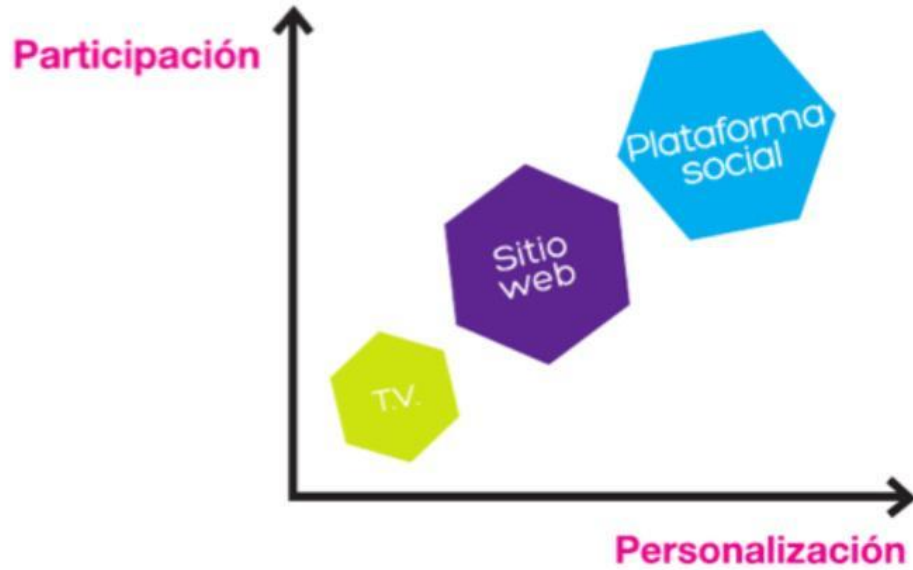 Participación
Plataforma
social
Sitio
web
T.V.
Personalización